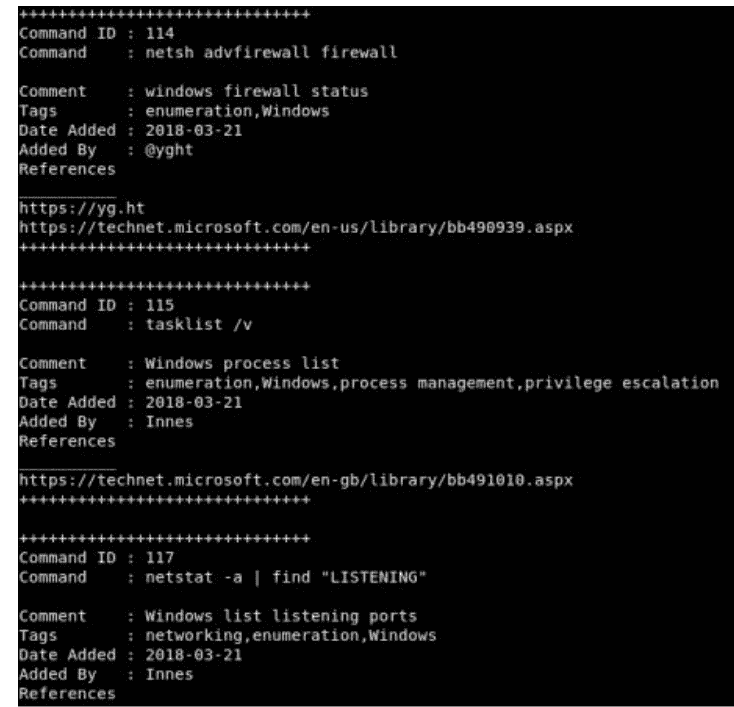 ++++++++++++++++++++++++++++++
Command ID : 114
Command    : netsh advfirewall firewall
Comment    : windows firewall status
Tags       : enumeration,Windows
Date Added : 2018-03-21
Added By   : @yght
References
__________
https://yg.ht
https://technet.microsoft.com/en-us/library/bb490939.aspx
++++++++++++++++++++++++++++++
++++++++++++++++++++++++++++++
Command ID : 115
Command    : tasklist /v
Comment    : Windows process list
Tags       : enumeration,Windows,process management,privilege escalation
Date Added : 2018-03-21
Added By   : Innes
References
__________
https://technet.microsoft.com/en-gb/library/bb491010.aspx
++++++++++++++++++++++++++++++
++++++++++++++++++++++++++++++
Command ID : 117
Command    : netstat -a | find "LISTENING"
Comment    : Windows list listening ports
Tags       : networking,enumeration,Windows
Date Added : 2018-03-21
Added By   : Innes
References